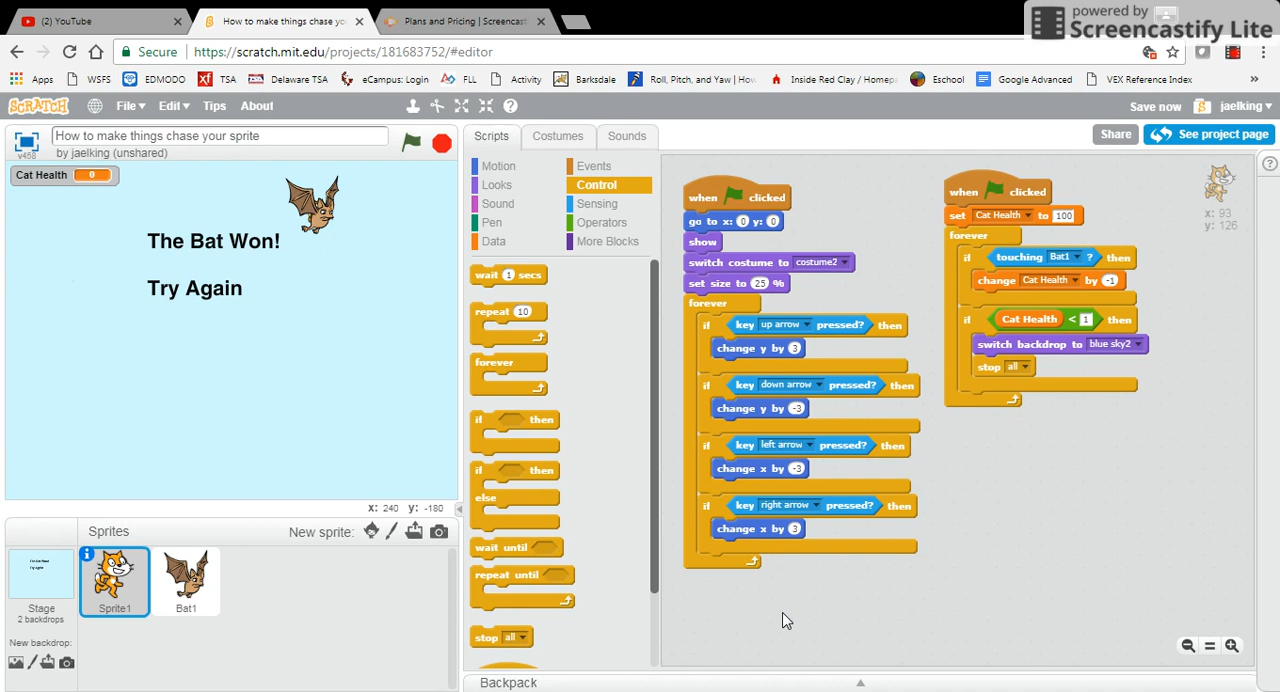 (2) YouTube
How to make things chase yo
Plans and Pricing | Screencast
powered by
Screencastify Lite
Secure
https://scratch.mit.edu/projects/181683752/#editor
Apps
WSFS
EDMODO
TSA
Delaware TSA
eCampus: Login
FLL
Activity
Barksdale
Roll, Pitch, and Yaw | How
Inside Red Clay / Homep
Eschool
Google Advanced
VEX Reference Index
»
SCRATCH
File
Edit
Tips
About
Save now
jaelking
v458
How to make things chase your sprite
by jaelking (unshared)
Scripts
Costumes
Sounds
Share
See project page
Cat Health 0
The Bat Won!
Try Again
Motion
Looks
Sound
Pen
Data
Events
Control
Sensing
Operators
More Blocks
wait 1 secs
repeat 10
forever
if then
if then
else
wait until
repeat until
stop all
when clicked
go to x: 0 y: 0
show
switch costume to costume2
set size to 25 %
forever
if key up arrow pressed? then
change y by 3
if key down arrow pressed? then
change y by -3
if key left arrow pressed? then
change x by -3
if key right arrow pressed? then
change x by 3
when clicked
set Cat Health to 100
forever
if touching Bat1 ? then
change Cat Health by -1
if Cat Health < 1 then
switch backdrop to blue sky2
stop all
x: 93
y: 126
x: 240 y: -180
Sprites
New sprite:
The Bat Won!
Try Again
Stage
2 backdrops
New backdrop:
Sprite1
Bat1
Backpack